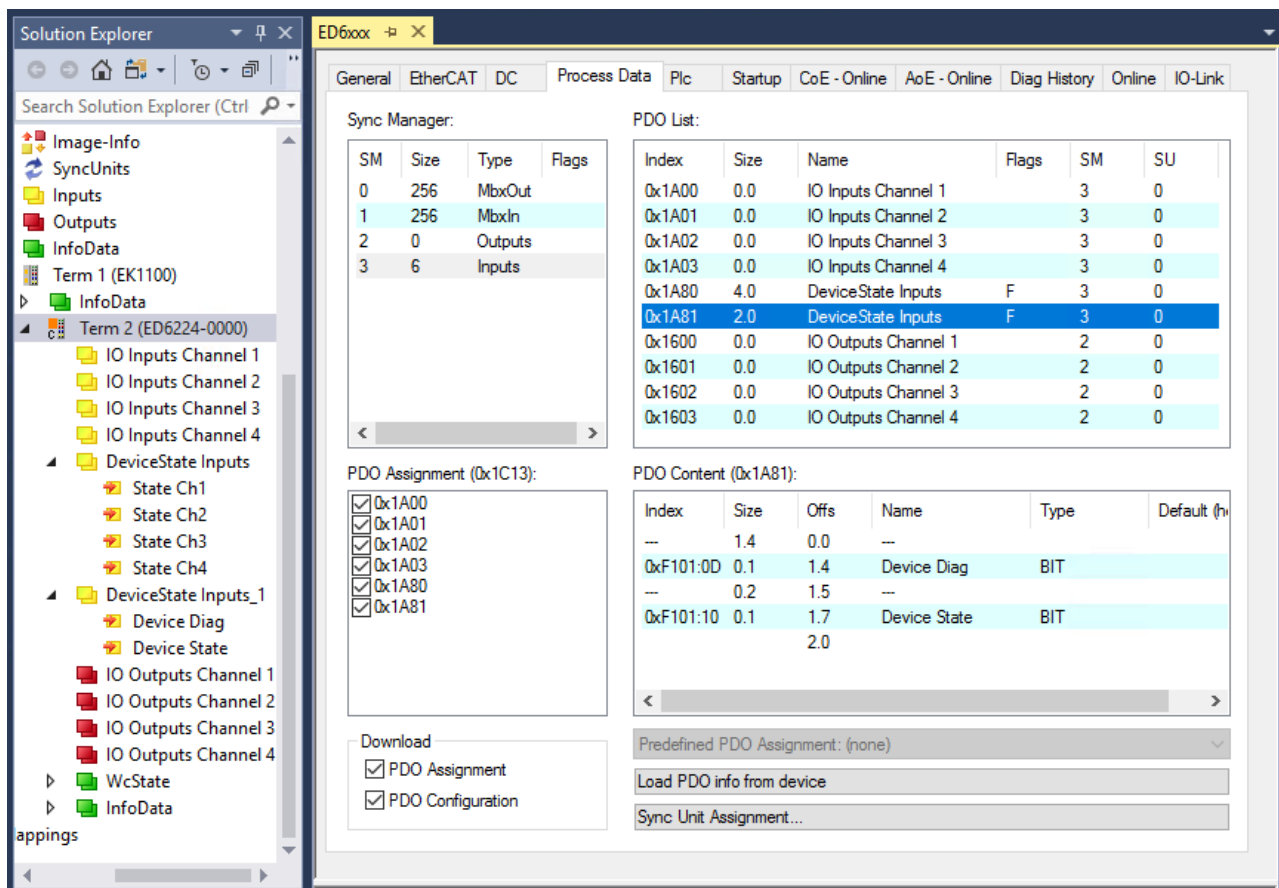 Solution Explorer
Search Solution Explorer (Ctrl
Image-Info
SyncUnits
Inputs
Outputs
InfoData
Term 1 (EK1100)
InfoData
Term 2 (ED6224-0000)
IO Inputs Channel 1
IO Inputs Channel 2
IO Inputs Channel 3
IO Inputs Channel 4
DeviceState Inputs
State Ch1
State Ch2
State Ch3
State Ch4
DeviceState Inputs_1
Device Diag
Device State
IO Outputs Channel 1
IO Outputs Channel 2
IO Outputs Channel 3
IO Outputs Channel 4
WcState
InfoData
appings
ED6xxx
General EtherCAT DC Process Data Plc Startup CoE - Online AoE - Online Diag History Online IO-Link
Sync Manager:
SM Size Type Flags
0 256 MbxOut
1 256 MbxIn
2 0 Outputs
3 6 Inputs
PDO List:
Index Size Name Flags SM SU
0x1A00 0.0 IO Inputs Channel 1 3 0
0x1A01 0.0 IO Inputs Channel 2 3 0
0x1A02 0.0 IO Inputs Channel 3 3 0
0x1A03 0.0 IO Inputs Channel 4 3 0
0x1A80 4.0 DeviceState Inputs F 3 0
0x1A81 2.0 DeviceState Inputs F 3 0
0x1600 0.0 IO Outputs Channel 1 2 0
0x1601 0.0 IO Outputs Channel 2 2 0
0x1602 0.0 IO Outputs Channel 3 2 0
0x1603 0.0 IO Outputs Channel 4 2 0
PDO Assignment (0x1C13):
0x1A00
0x1A01
0x1A02
0x1A03
0x1A80
0x1A81
PDO Content (0x1A81):
Index Size Offs Name Type Default (he
--- 1.4 0.0 ---
0xF101:0D 0.1 1.4 Device Diag BIT
--- 0.2 1.5 ---
0xF101:10 0.1 1.7 Device State BIT
2.0
Download
PDO Assignment
PDO Configuration
Predefined PDO Assignment: (none)
Load PDO info from device
Sync Unit Assignment...